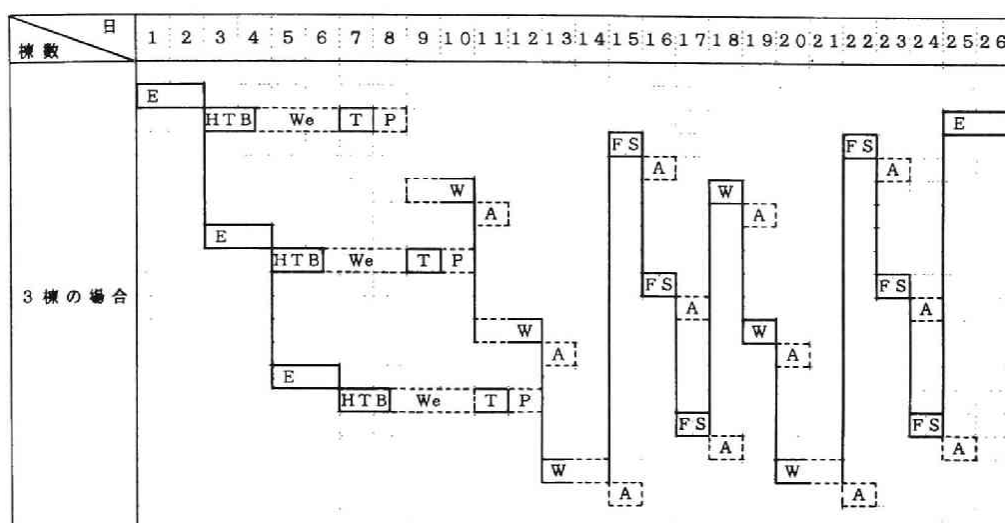 日
棟数
1 2 3 4 5 6 7 8 9 10 11 12 13 14 15 16 17 18 19 20 21 22 23 24 25 26
E
HTB We T P
E
FS FS
A A
W W
A A
E
HTB We T P
FS FS
A A
3棟の場合
W W
A A
E
HTB We T P
FS FS
A A
W W
A A